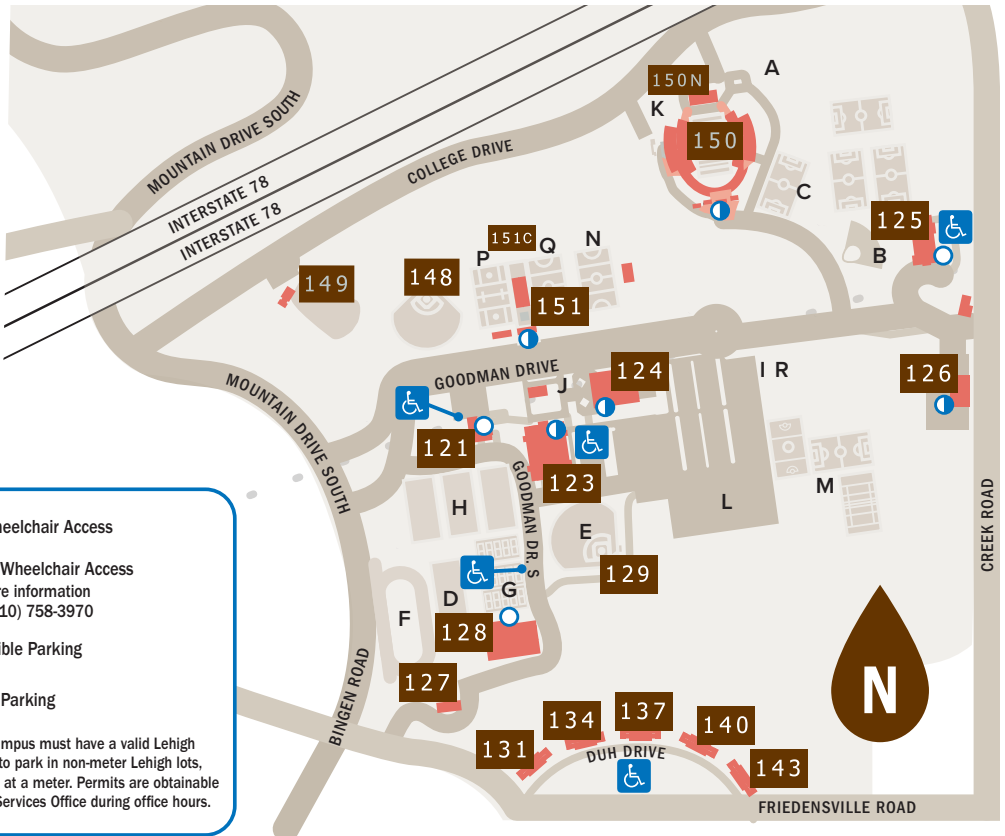 A
150N
K
150
MOUNTAIN DRIVE SOUTH
COLLEGE DRIVE
INTERSTATE 78
INTERSTATE 78
C
125
B
151C
Q
N
P
148
149
151
GOODMAN DRIVE
J
124
I R
126
MOUNTAIN DRIVE SOUTH
121
123
GOODMAN DR. S
H
L
M
CREEK ROAD
E
129
G
D
F
128
127
N
BINGEN ROAD
131
134
137
140
143
DUH DRIVE
FRIEDENSVILLE ROAD
heelchair Access
Wheelchair Access
re information
10) 758-3970
ible Parking
Parking
mpus must have a valid Lehigh
to park in non-meter Lehigh lots,
at a meter. Permits are obtainable
Services Office during office hours.